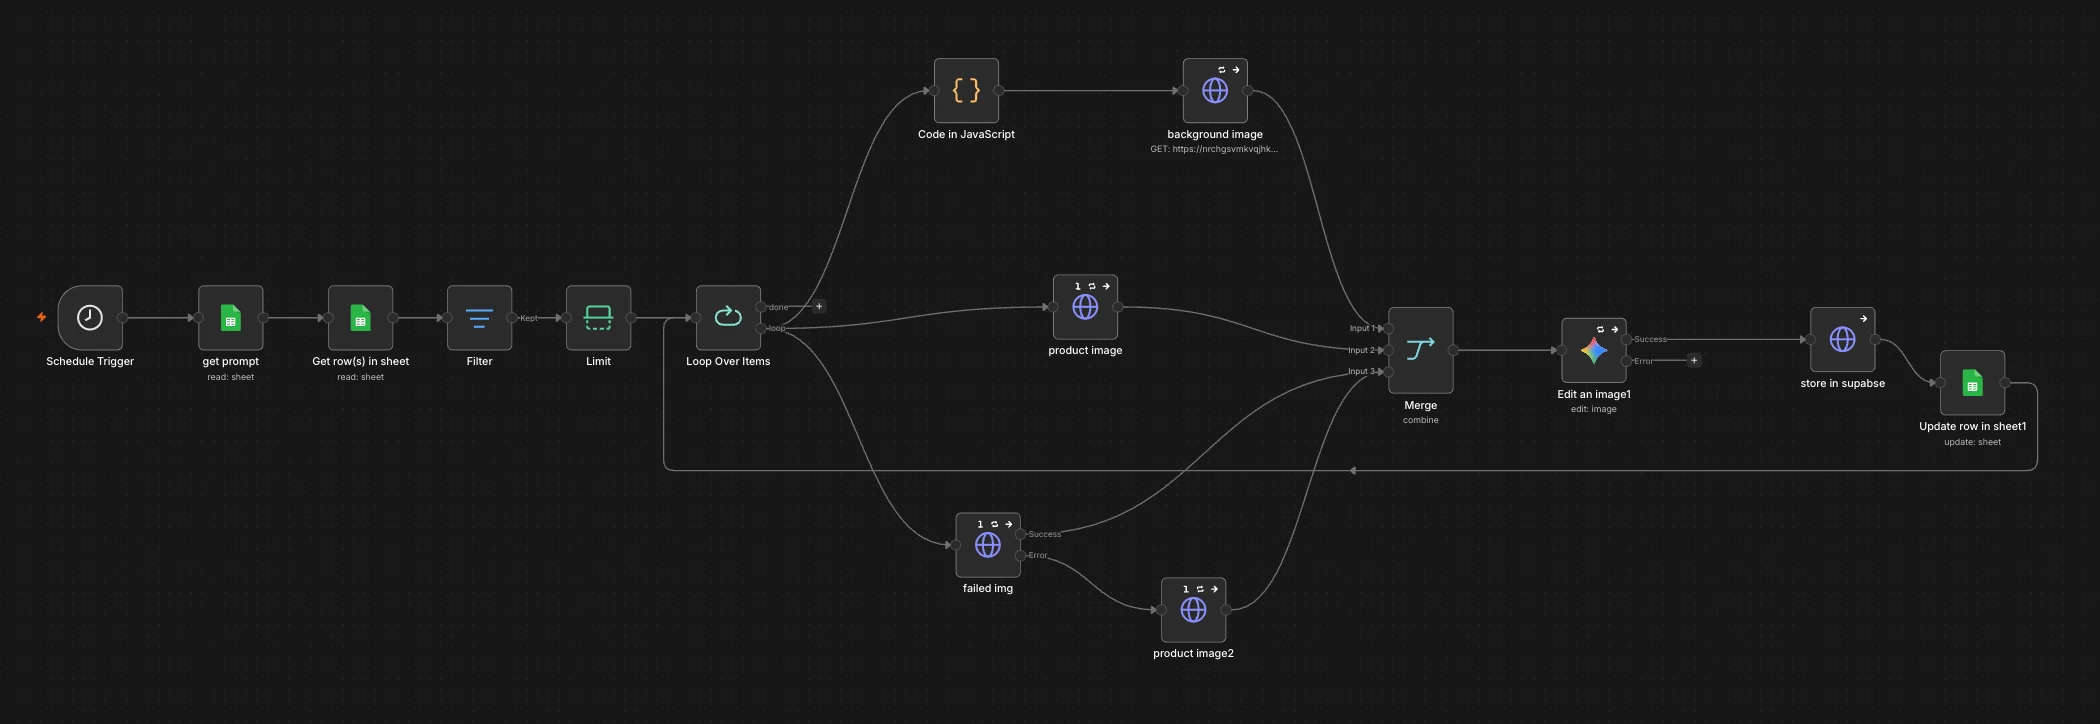 Code in JavaScript
background image
GET: https://nrchgsvmkvqjhk...
Schedule Trigger
get prompt
read: sheet
Get row(s) in sheet
read: sheet
Filter
Kept
Limit
Loop Over Items
done
loop
1
product image
Input 1
Input 2
Input 3
Merge
combine
Success
Error
Edit an image1
edit: image
store in supabse
Update row in sheet1
update: sheet
1
Success
Error
failed img
1
product image2